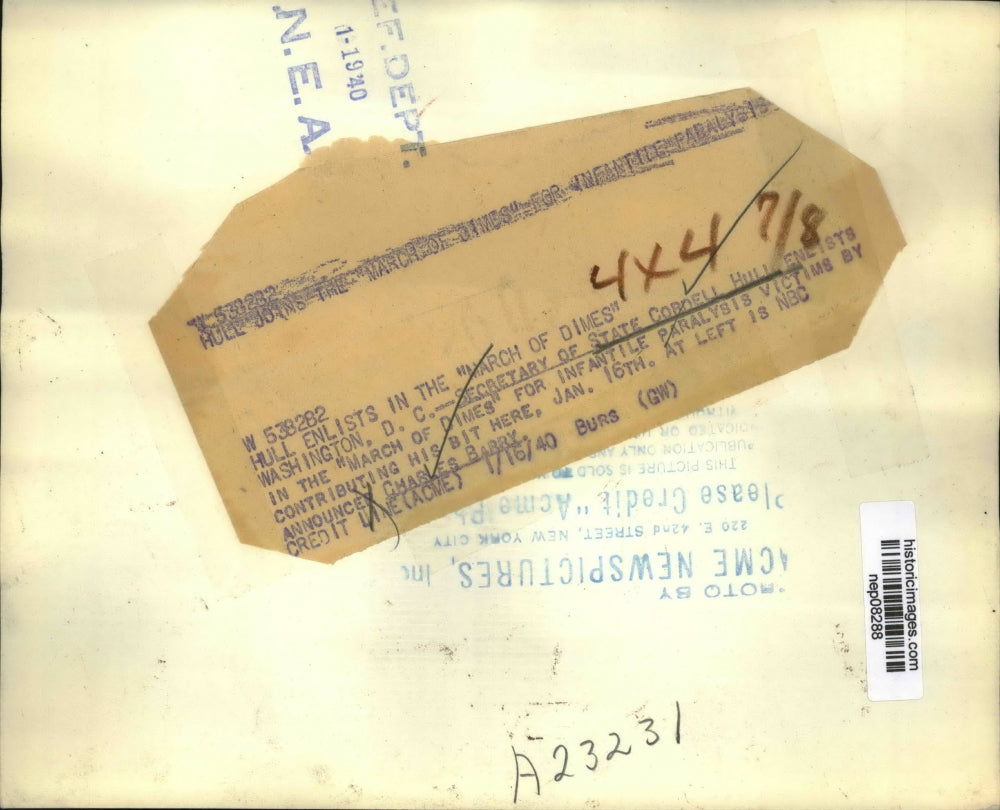 EF. DEPT.
1-1940
N. E. A.
W 538282
HULL JOINS THE "MARCH OF DIMES" FOR INFANTILE PARALYSIS
4X4 7/8
W 538282
HULL ENLISTS IN THE "MARCH OF DIMES"
WASHINGTON, D. C.--SECRETARY OF STATE CORDELL HULL ENLISTS
IN THE "MARCH OF DIMES" FOR INFANTILE PARALYSIS VICTIMS BY
CONTRIBUTING HIS BIT HERE, JAN. 16TH. AT LEFT IS NBC
ANNOUNCER CHARLES BARRY.
CREDIT LINE (ACME) 1/16/40 BURS (GW)
PHOTO BY
ACME NEWSPICTURES, Inc
220 E. 42nd STREET, NEW YORK CITY
Please Credit "Acme Ph
THIS PICTURE IS SOLD TO
PUBLICATION ONLY AN
historicimages.com
nep08288
A23231